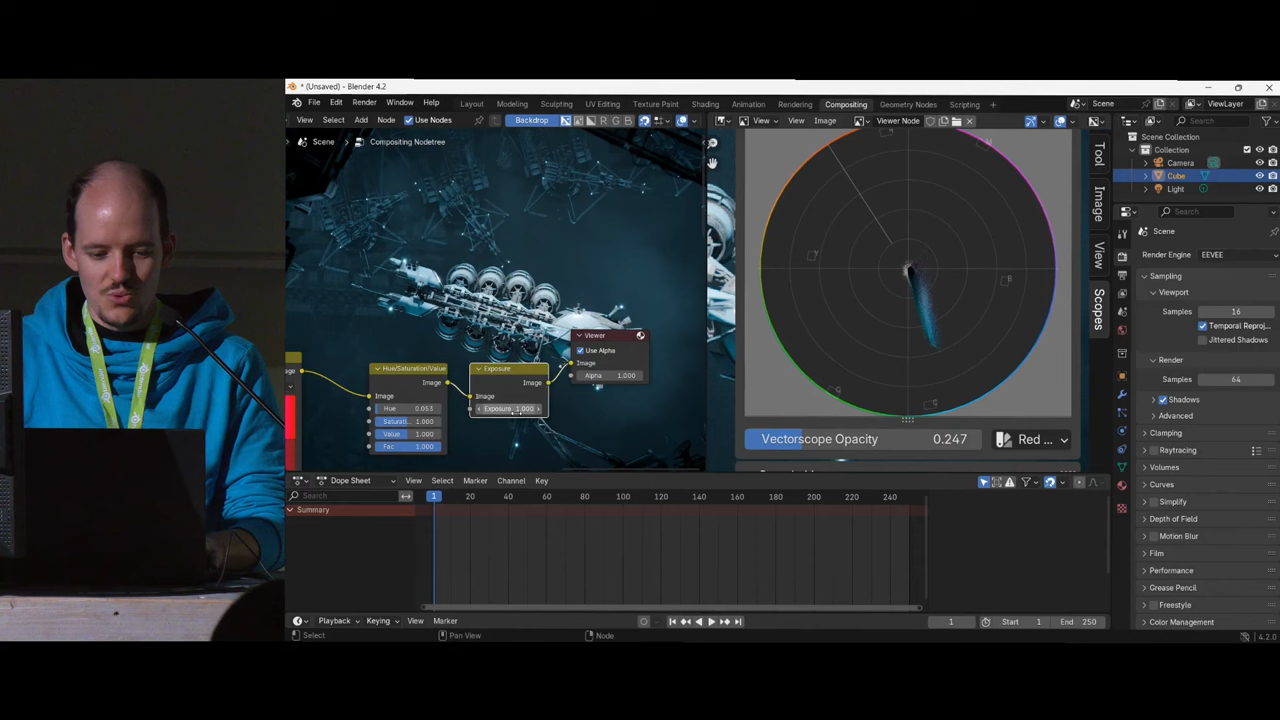 * (Unsaved) - Blender 4.2
File Edit Render Window Help Layout Modeling Sculpting UV Editing Texture Paint Shading Animation Rendering Compositing Geometry Nodes Scripting + Scene ViewLayer
View Select Add Node Use Nodes Backdrop R G B View View Image Viewer Node Search
Scene Compositing Nodetree
Scene Collection
Collection
Camera
Cube
Light
Tool
Image
View
Scopes
Search
Scene
Render Engine EEVEE
Sampling
Viewport
Samples 16
Temporal Reproj...
Jittered Shadows
Render
Samples 64
Shadows
Advanced
Clamping
Raytracing
Volumes
Curves
Simplify
Depth of Field
Motion Blur
Film
Performance
Grease Pencil
Freestyle
Color Management
M
B
C
G
Y
Vectorscope Opacity 0.247 Red ...
Viewer
Use Alpha
Image
Alpha 1.000
Hue/Saturation/Value
Image
Image
Hue 0.053
Saturati... 1.000
Value 1.000
Fac 1.000
Exposure
Image
Image
Exposure 1.000
Dope Sheet View Select Marker Channel Key
Search 1 20 40 60 80 100 120 140 160 180 200 220 240
Summary
Playback Keying View Marker 1 Start 1 End 250
Select Pan View Node 4.2.0